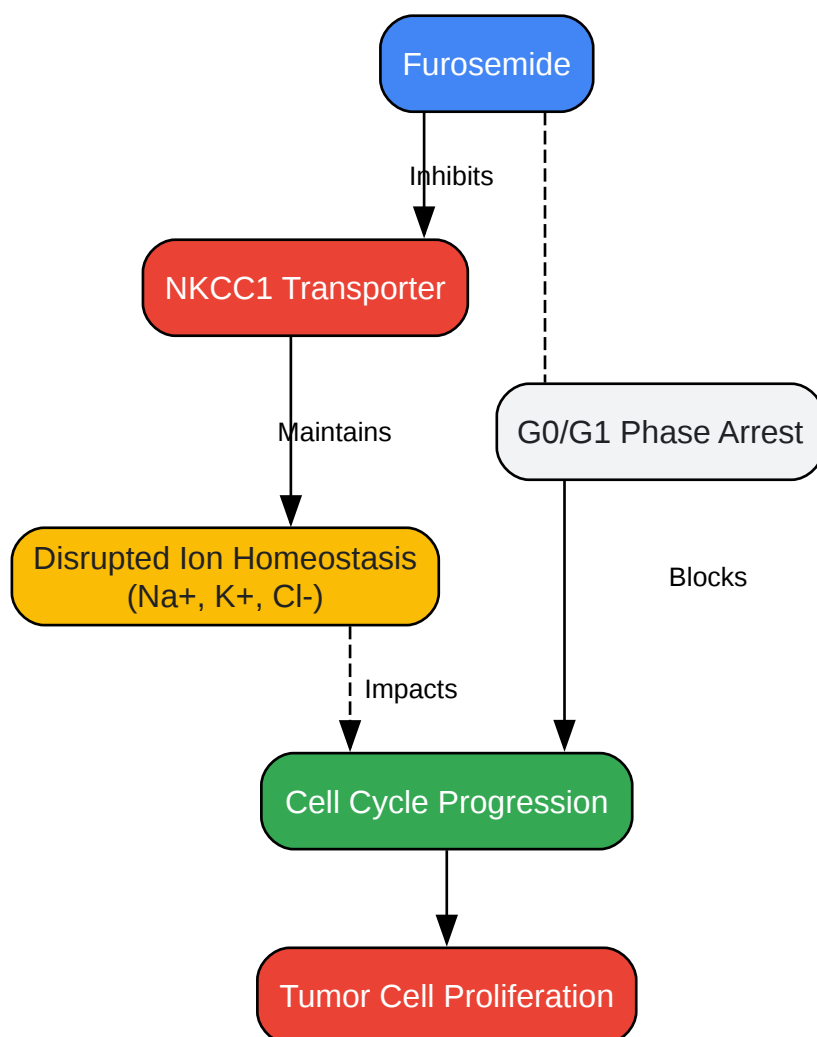 Furosemide
Inhibits
NKCC1 Transporter
Maintains
G0/G1 Phase Arrest
Disrupted Ion Homeostasis
(Na+, K+, Cl-)
Blocks
Impacts
Cell Cycle Progression
Tumor Cell Proliferation